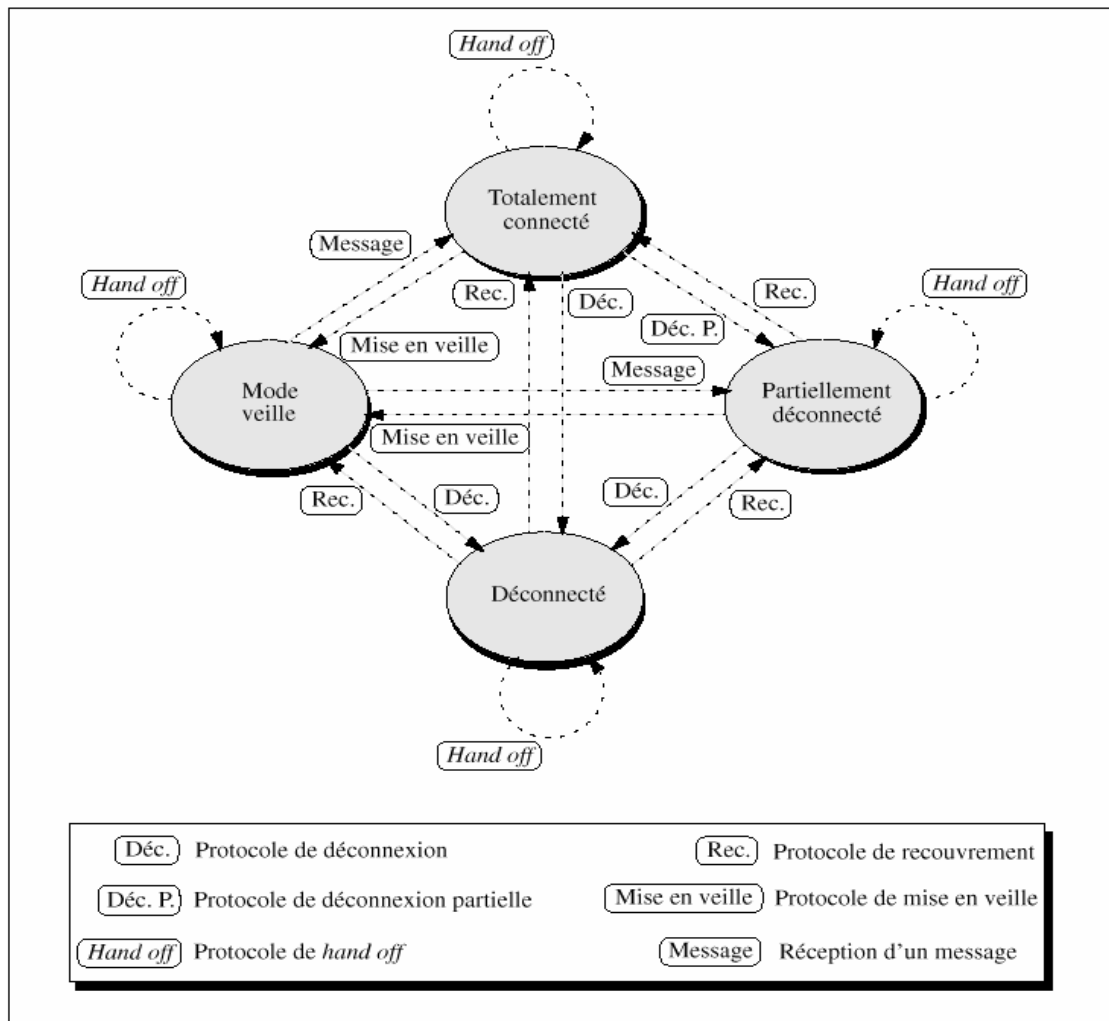 Hand off
Totalement
connecté
Message
Hand off
Rec.
Déc.
Rec.
Hand off
Mise en veille
Déc. P.
Message
Mode
veille
Partiellement
déconnecté
Mise en veille
Rec.
Déc.
Déc.
Rec.
Déconnecté
Hand off
Déc. Protocole de déconnexion
Rec. Protocole de recouvrement
Déc. P. Protocole de déconnexion partielle
Mise en veille Protocole de mise en veille
Hand off Protocole de hand off
Message Réception d'un message